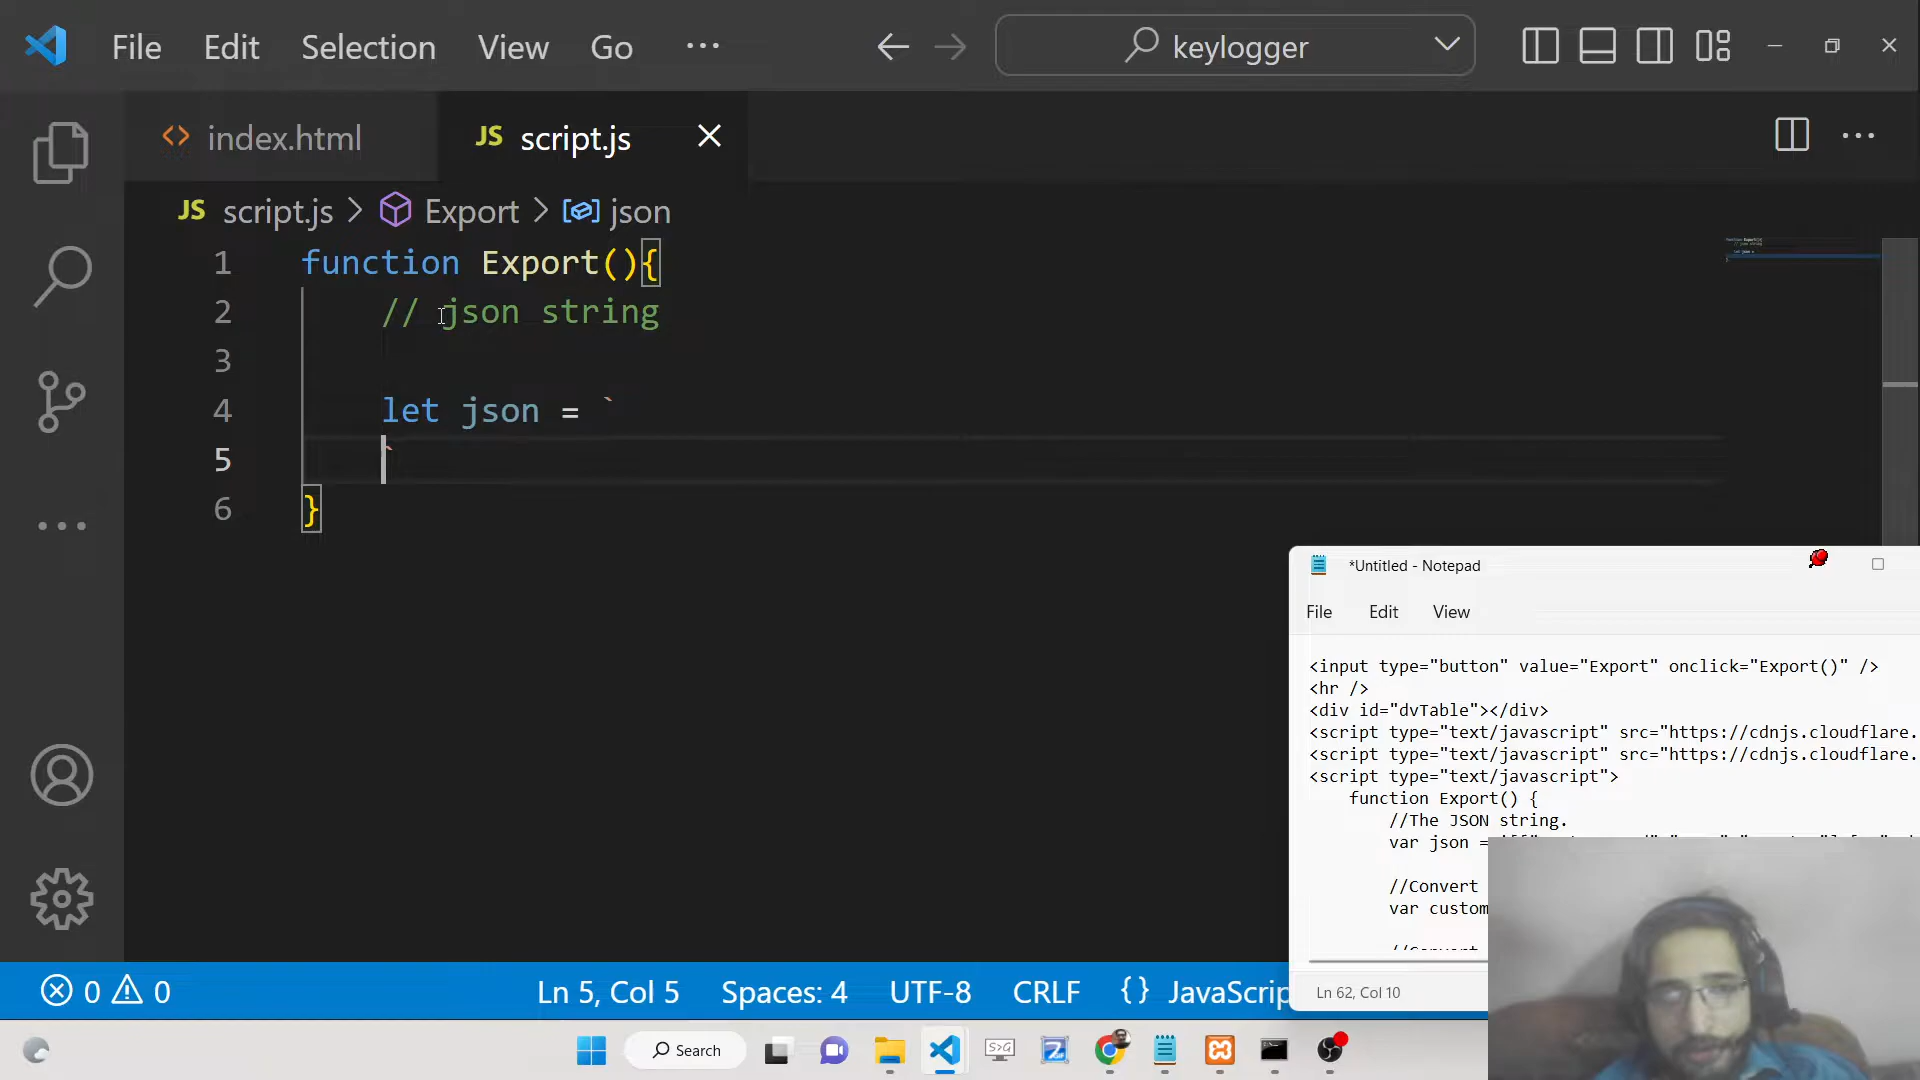 File Edit Selection View Go ··· keylogger
<> index.html JS script.js
JS script.js > Export > json
1 function Export(){
2 // json string
3
4 let json = `
5 `
6 }
*Untitled - Notepad
File Edit View
<input type="button" value="Export" onclick="Export()" />
<hr />
<div id="dvTable"></div>
<script type="text/javascript" src="https://cdnjs.cloudflare.
<script type="text/javascript" src="https://cdnjs.cloudflare.
<script type="text/javascript">
function Export() {
//The JSON string.
var json =
//Convert
var custom
//Convert
Ln 62, Col 10
0 0 Ln 5, Col 5 Spaces: 4 UTF-8 CRLF {} JavaScrip
Search